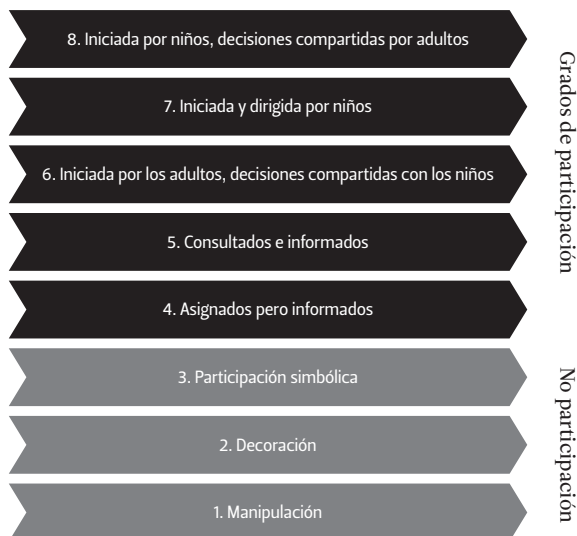 8. Iniciada por niños, decisiones compartidas por adultos
7. Iniciada y dirigida por niños
6. Iniciada por los adultos, decisiones compartidas con los niños
5. Consultados e informados
4. Asignados pero informados
Grados de participación
3. Participación simbólica
2. Decoración
1. Manipulación
No participación